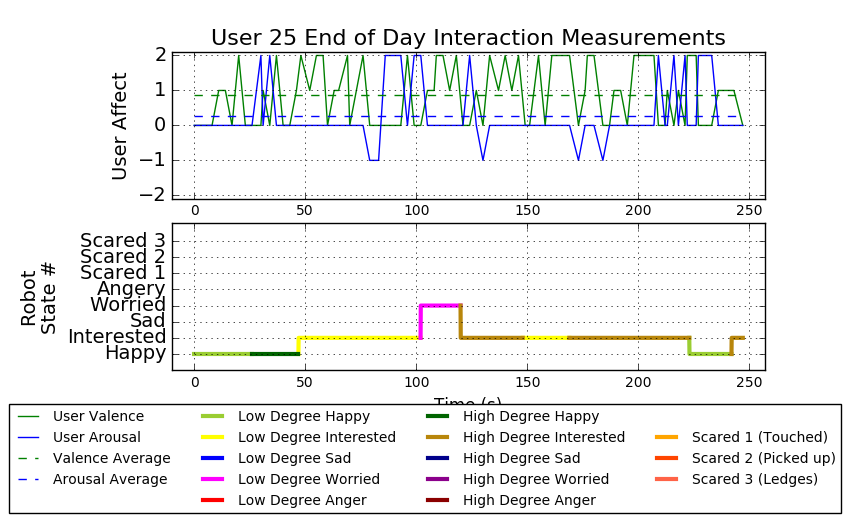 User 25 End of Day Interaction Measurements
User Affect
2
1
0
−1
−2
0 50 100 150 200 250
Robot
State #
Scared 3
Scared 2
Scared 1
Angery
Worried
Sad
Interested
Happy
0 50 100 150 200 250
Time (s)
User Valence Low Degree Happy High Degree Happy
User Arousal Low Degree Interested High Degree Interested Scared 1 (Touched)
Valence Average Low Degree Sad High Degree Sad Scared 2 (Picked up)
Arousal Average Low Degree Worried High Degree Worried Scared 3 (Ledges)
Low Degree Anger High Degree Anger